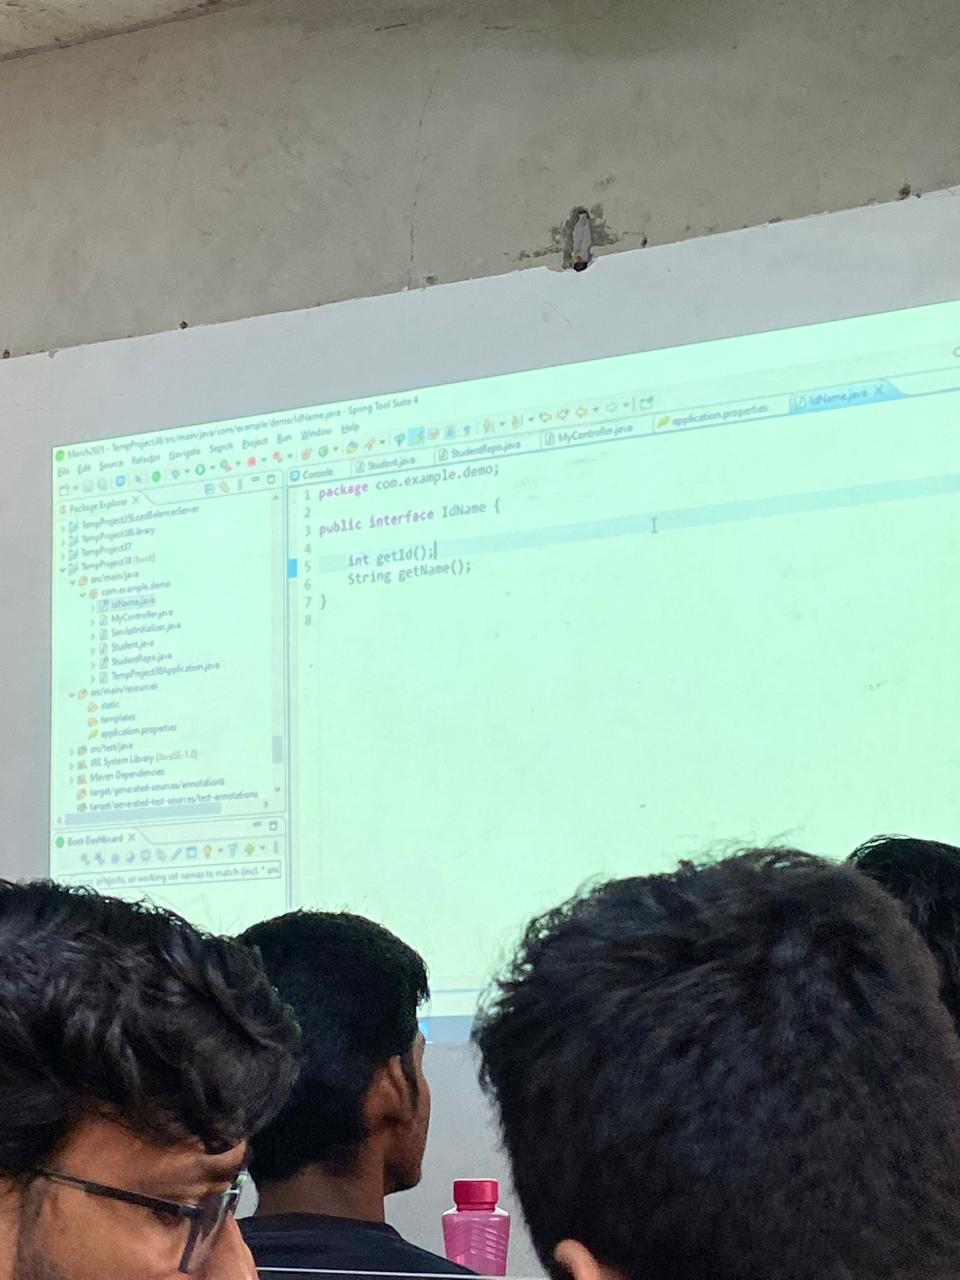 March2021 - TempProject38/src/main/java/com/example/demo/IdName.java - Spring Tool Suite 4
File Edit Source Refactor Navigate Search Project Run Window Help
Package Explorer
TempProject35LoadBalancerServer
TempProject36Library
TempProject37
TempProject38 [boot]
src/main/java
com.example.demo
IdName.java
MyController.java
ServletInitializer.java
Student.java
StudentRepo.java
TempProject38Application.java
src/main/resources
static
templates
application.properties
src/test/java
JRE System Library [JavaSE-1.8]
Maven Dependencies
target/generated-sources/annotations
target/generated-test-sources/test-annotations
Boot Dashboard
projects, or working set names to match (incl. * and
Console Student.java StudentRepo.java MyController.java application.properties IdName.java
1 package com.example.demo;
2
3 public interface IdName {
4
5 int getId();
6 String getName();
7 }
8